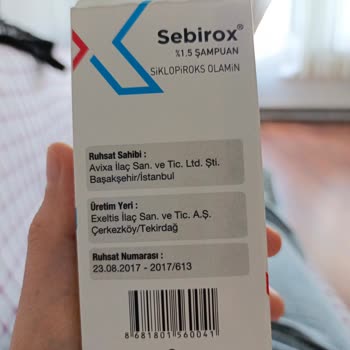 Sebirox®
%1.5 ŞAMPUAN
SİKLOPİROKS OLAMİN
Ruhsat Sahibi :
Avixa İlaç San. ve Tic. Ltd. Şti.
Başakşehir/İstanbul
Üretim Yeri :
Exeltis İlaç San. ve Tic. A.Ş.
Çerkezköy/Tekirdağ
Ruhsat Numarası :
23.08.2017 - 2017/613
8 681801 560041